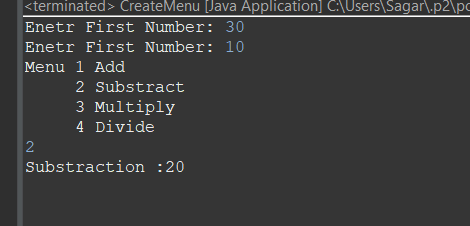 <terminated> CreateMenu [Java Application] C:\Users\Sagar\.p2\po
Enetr First Number: 30
Enetr First Number: 10
Menu 1 Add
     2 Substract
     3 Multiply
     4 Divide
2
Substraction :20